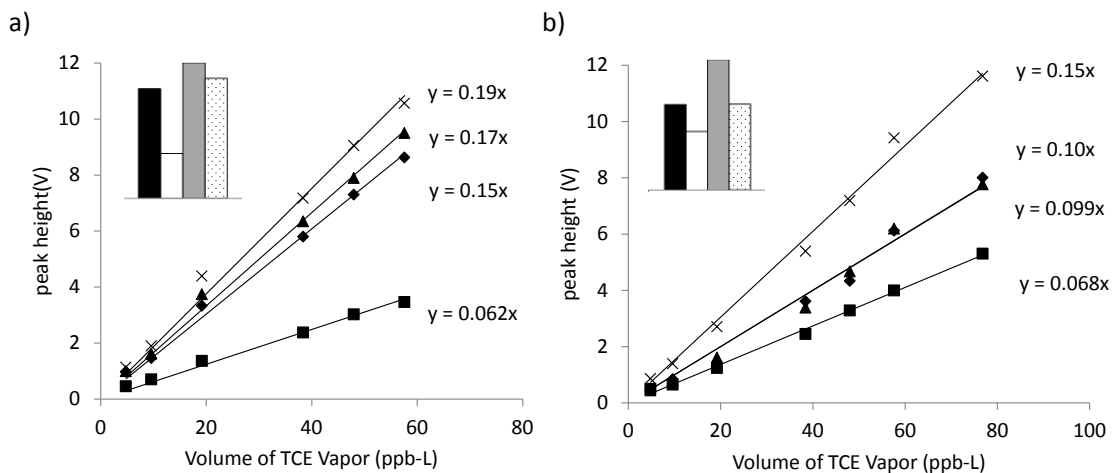 a)
12
10
8
6
4
2
0
peak height(V)
y = 0.19x
y = 0.17x
y = 0.15x
y = 0.062x
0 20 40 60 80
Volume of TCE Vapor (ppb-L)
b)
12
10
8
6
4
2
0
peak height (V)
y = 0.15x
y = 0.10x
y = 0.099x
y = 0.068x
0 20 40 60 80 100
Volume of TCE Vapor (ppb-L)